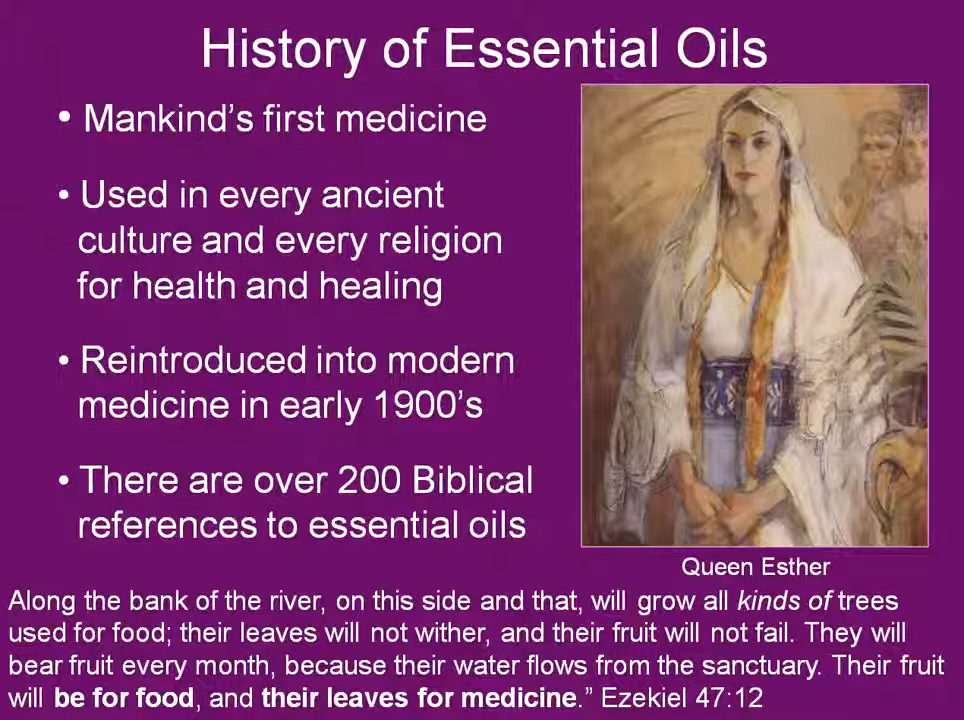 History of Essential Oils
• Mankind’s first medicine
• Used in every ancient
culture and every religion
for health and healing
• Reintroduced into modern
medicine in early 1900’s
• There are over 200 Biblical
references to essential oils
Queen Esther
Along the bank of the river, on this side and that, will grow all kinds of trees
used for food; their leaves will not wither, and their fruit will not fail. They will
bear fruit every month, because their water flows from the sanctuary. Their fruit
will be for food, and their leaves for medicine.” Ezekiel 47:12